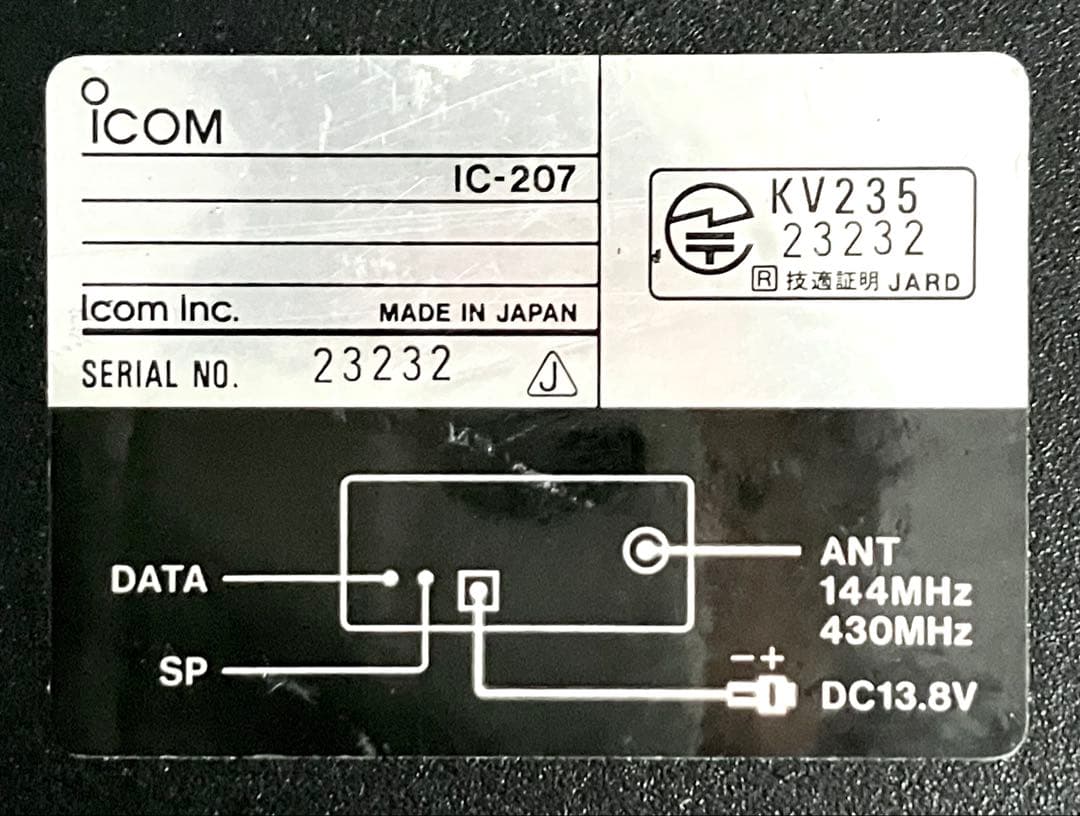 ICOM
IC-207
Icom Inc. MADE IN JAPAN
SERIAL NO. 23232 J
KV235
23232
R 技適証明 JARD
DATA
SP
ANT
144MHz
430MHz
− +
DC13.8V